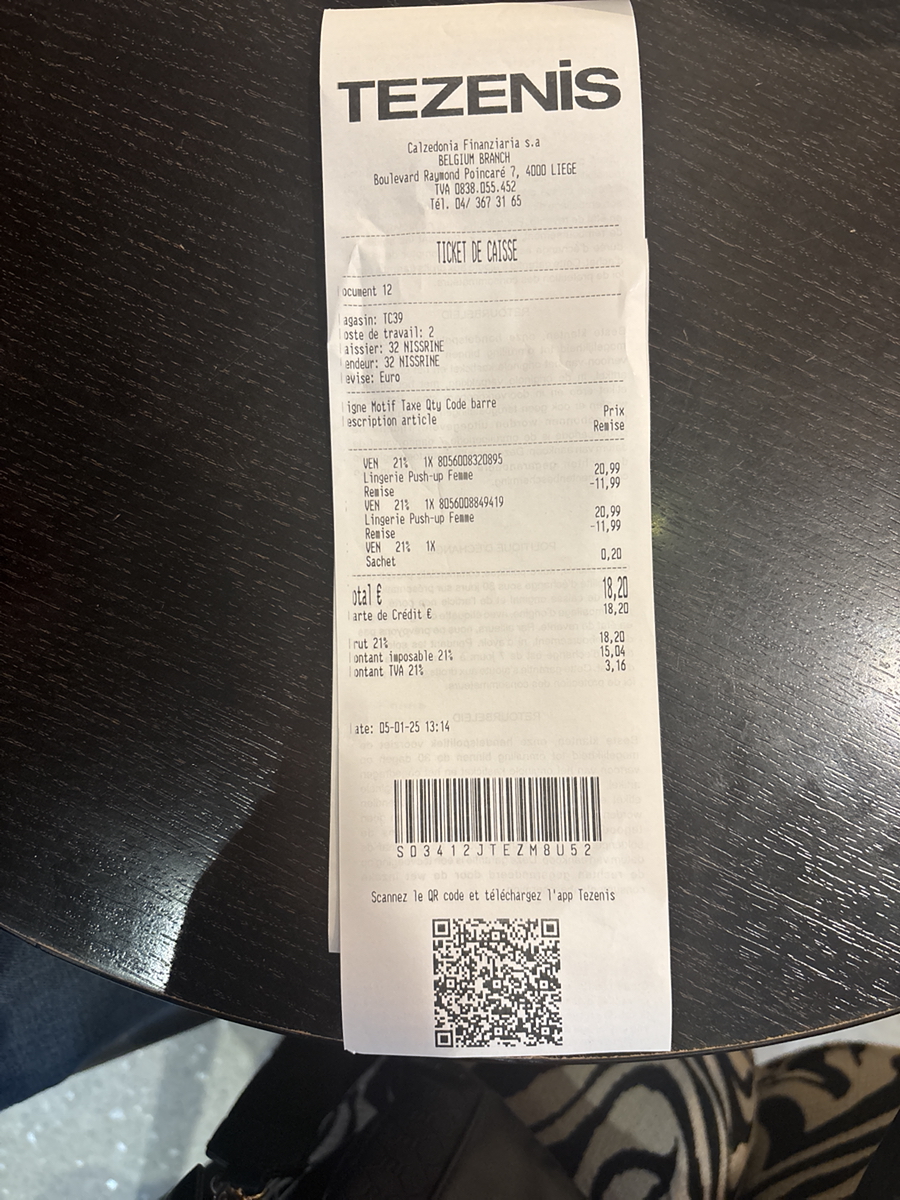 TEZENiS
Calzedonia Finanziaria s.a
BELGIUM BRANCH
Boulevard Raymond Poincaré 7, 4000 LIEGE
TVA 0838.055.452
Tél. 04/ 367 31 65
TICKET DE CAISSE
ocument 12
agasin: TC39
oste de travail: 2
aissier: 32 NISSRINE
endeur: 32 NISSRINE
evise: Euro
igne Motif Taxe Qty Code barre Prix
escription article Remise
VEN 21% 1X 8056008320895
Lingerie Push-up Femme 20,99
Remise -11,99
VEN 21% 1X 8056008849419
Lingerie Push-up Femme 20,99
Remise -11,99
VEN 21% 1X
Sachet 0,20
otal € 18,20
arte de Crédit € 18,20
rut 21% 18,20
ontant imposable 21% 15,04
ontant TVA 21% 3,16
ate: 05-01-25 13:14
S03412JTEZM8U52
Scannez le QR code et téléchargez l'app Tezenis